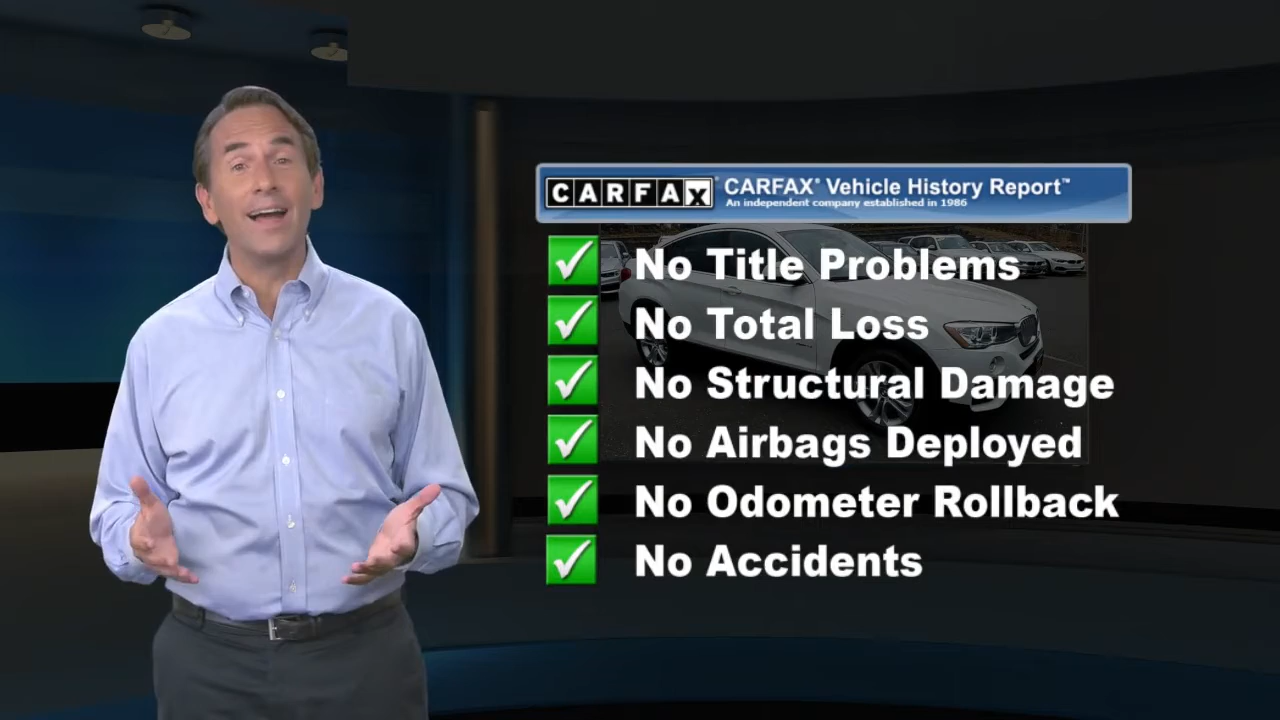 CARFAX CARFAX® Vehicle History Report™
An independent company established in 1986
No Title Problems
No Total Loss
No Structural Damage
No Airbags Deployed
No Odometer Rollback
No Accidents